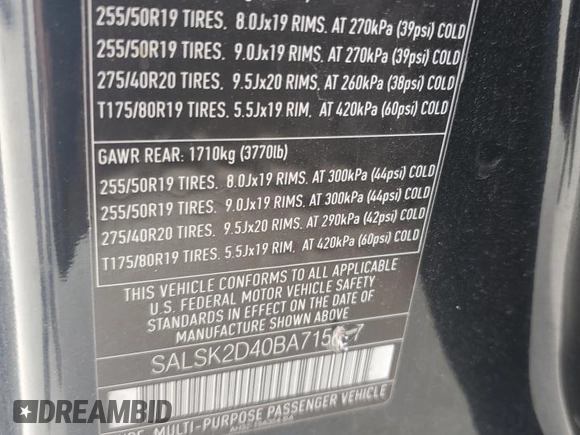 255/50R19 TIRES. 8.0Jx19 RIMS. AT 270kPa (39psi) COLD
255/50R19 TIRES. 9.0Jx19 RIMS. AT 270kPa (39psi) COLD
275/40R20 TIRES. 9.5Jx20 RIMS. AT 260kPa (38psi) COLD
T175/80R19 TIRES. 5.5Jx19 RIM. AT 420kPa (60psi) COLD
GAWR REAR: 1710kg (3770lb)
255/50R19 TIRES. 8.0Jx19 RIMS. AT 300kPa (44psi) COLD
255/50R19 TIRES. 9.0Jx19 RIMS. AT 300kPa (44psi) COLD
275/40R20 TIRES. 9.5Jx20 RIMS. AT 290kPa (42psi) COLD
T175/80R19 TIRES. 5.5Jx19 RIM. AT 420kPa (60psi) COLD
THIS VEHICLE CONFORMS TO ALL APPLICABLE
U.S. FEDERAL MOTOR VEHICLE SAFETY
STANDARDS IN EFFECT ON THE DATE OF
MANUFACTURE SHOWN ABOVE.
MULTI-PURPOSE PASSENGER VEHICLE
DREAMBID